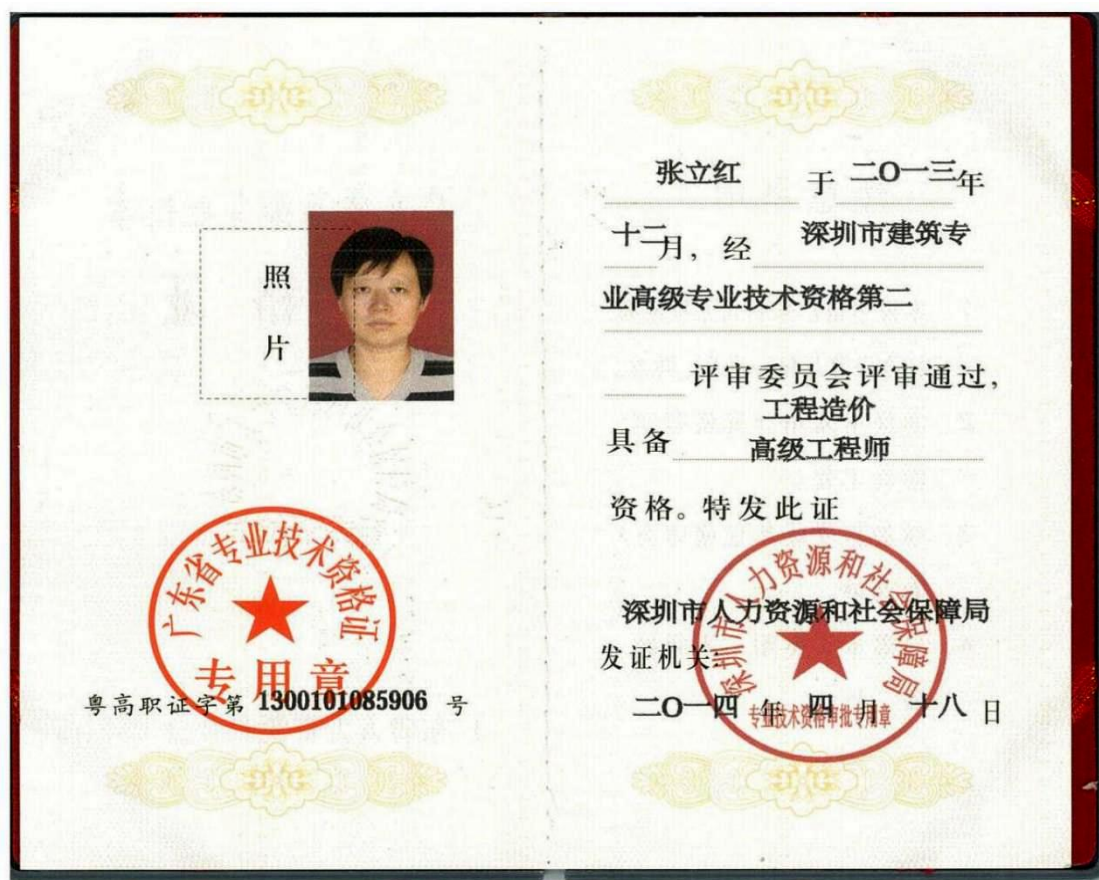 照
片
广东省专业技术资格证
专用章
粤高职证字第 1300101085906 号
张立红 于 二O一三年
十二月，经 深圳市建筑专
业高级专业技术资格第二
评审委员会评审通过，
工程造价
具备 高级工程师
资格。特发此证
深圳市人力资源和社会保障局
深圳市人力资源和社会保障局
发证机关：
二O一四 年 四 月 十八 日
专业技术资格审批专用章